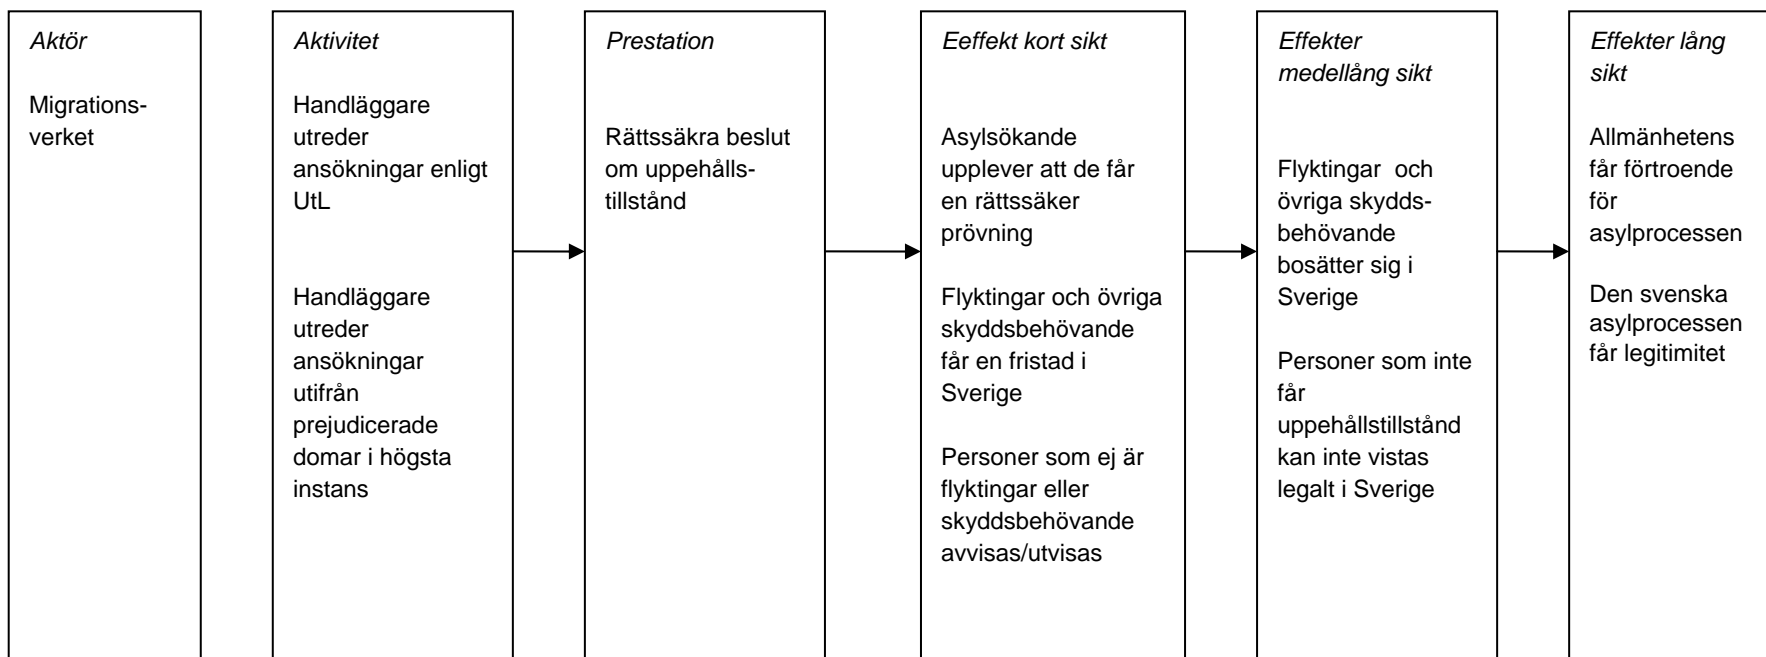 Aktör
Migrations-
verket
Aktivitet
Handläggare
utreder
ansökningar enligt
UtL
Handläggare
utreder
ansökningar
utifrån
prejudicerade
domar i högsta
instans
Prestation
Rättssäkra beslut
om uppehålls-
tillstånd
Eeffekt kort sikt
Asylsökande
upplever att de får
en rättssäker
prövning
Flyktingar och övriga
skyddsbehövande
får en fristad i
Sverige
Personer som ej är
flyktingar eller
skyddsbehövande
avvisas/utvisas
Effekter
medellång sikt
Flyktingar och
övriga skydds-
behövande
bosätter sig i
Sverige
Personer som inte
får
uppehållstillstånd
kan inte vistas
legalt i Sverige
Effekter lång
sikt
Allmänhetens
får förtroende
för
asylprocessen
Den svenska
asylprocessen
får legitimitet